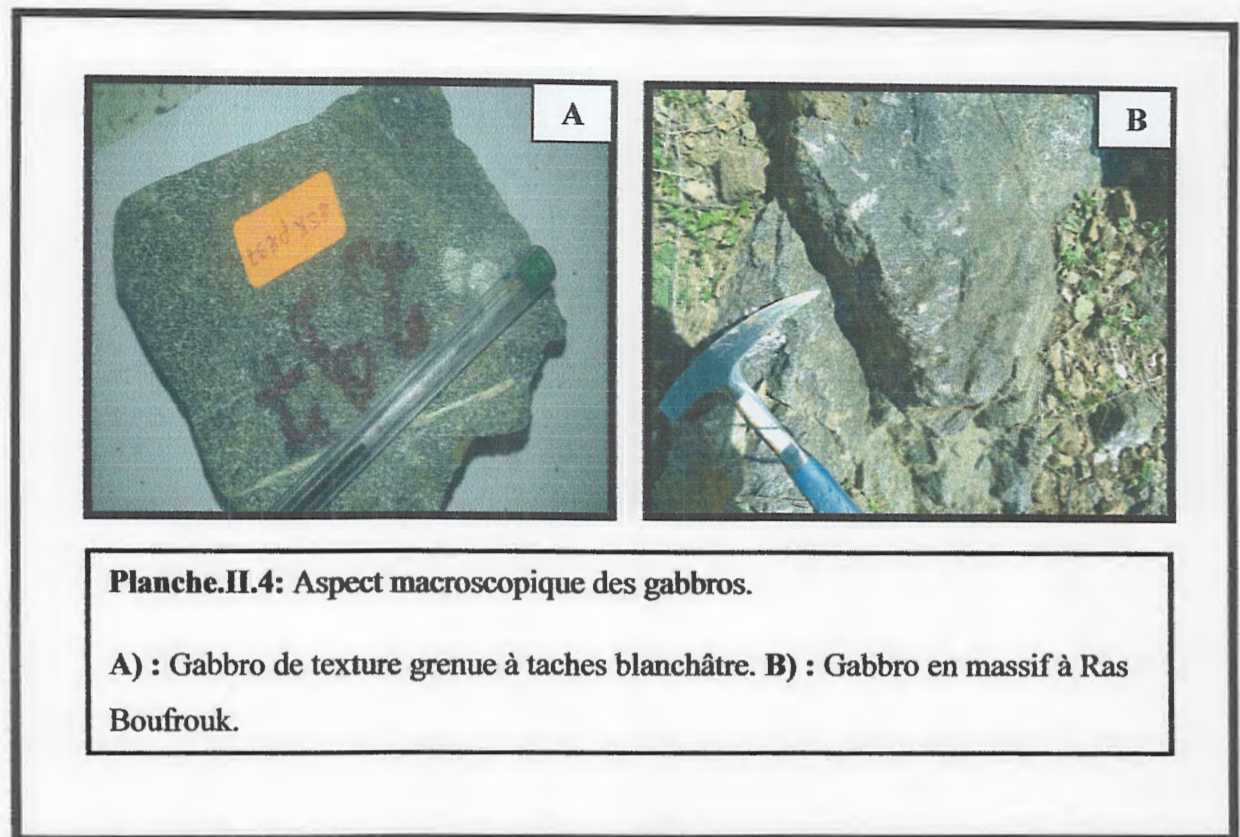 A
B
Planche.II.4: Aspect macroscopique des gabbros.
A) : Gabbro de texture grenue à taches blanchâtre. B) : Gabbro en massif à Ras
Boufrouk.